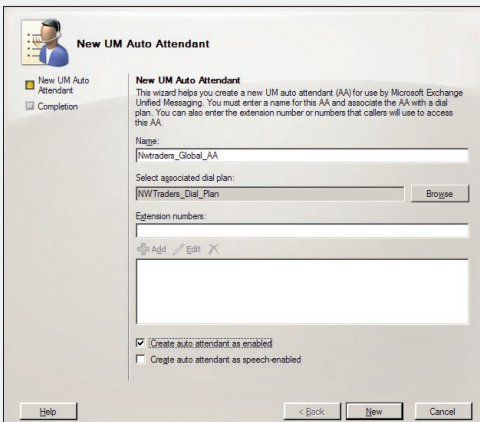 New UM Auto Attendant
New UM Auto
Attendant
Completion
New UM Auto Attendant
This wizard helps you create a new UM auto attendant (AA) for use by Microsoft Exchange
Unified Messaging. You must enter a name for this AA and associate the AA with a dial
plan. You can also enter the extension number or numbers that callers will use to access
this AA.
Name:
Nwtraders_Global_AA
Select associated dial plan:
NWTraders_Dial_Plan
Browse
Extension numbers:
Add
Edit
Create auto attendant as enabled
Create auto attendant as speech-enabled
Help
< Back
New
Cancel